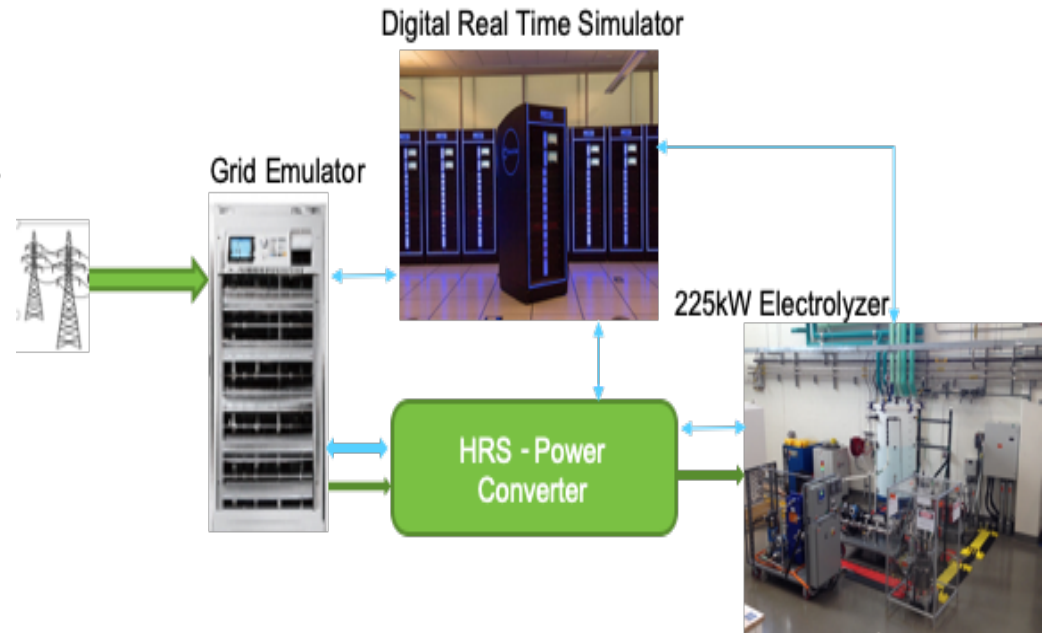 Digital Real Time Simulator
Grid Emulator
225kW Electrolyzer
HRS - Power
Converter